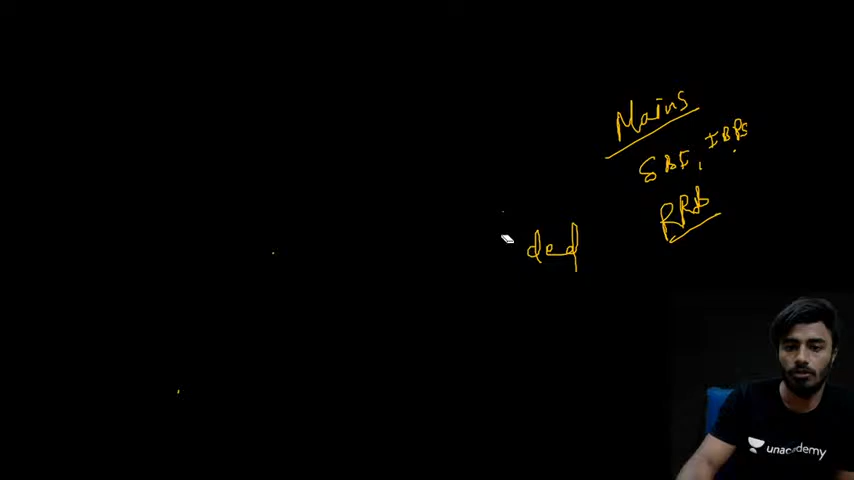 Mains
SBI, IBPS
RRB
ded
unacademy